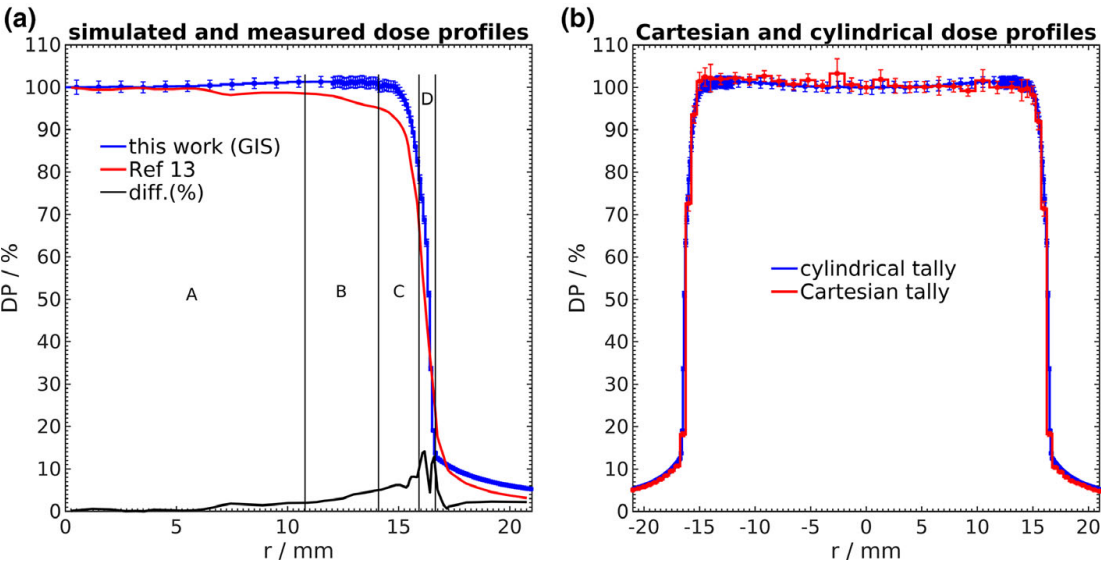 (a)
simulated and measured dose profiles
110
100
90
80
70
60
50
40
30
20
10
0
DP / %
this work (GIS)
Ref 13
diff.(%)
A
B
C
D
0 5 10 15 20
r / mm
(b)
Cartesian and cylindrical dose profiles
110
100
90
80
70
60
50
40
30
20
10
0
DP / %
cylindrical tally
Cartesian tally
-21 -15 -10 -5 0 5 10 15 21
r / mm